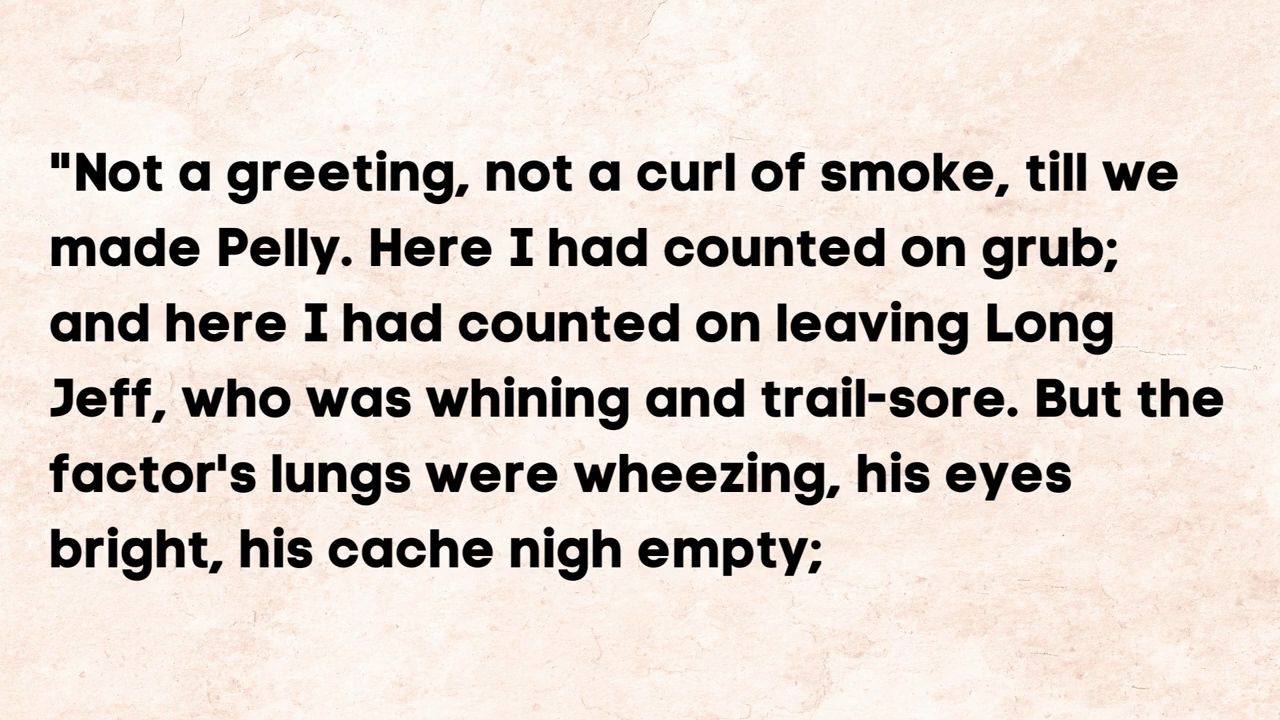 "Not a greeting, not a curl of smoke, till we
made Pelly. Here I had counted on grub;
and here I had counted on leaving Long
Jeff, who was whining and trail-sore. But the
factor's lungs were wheezing, his eyes
bright, his cache nigh empty;